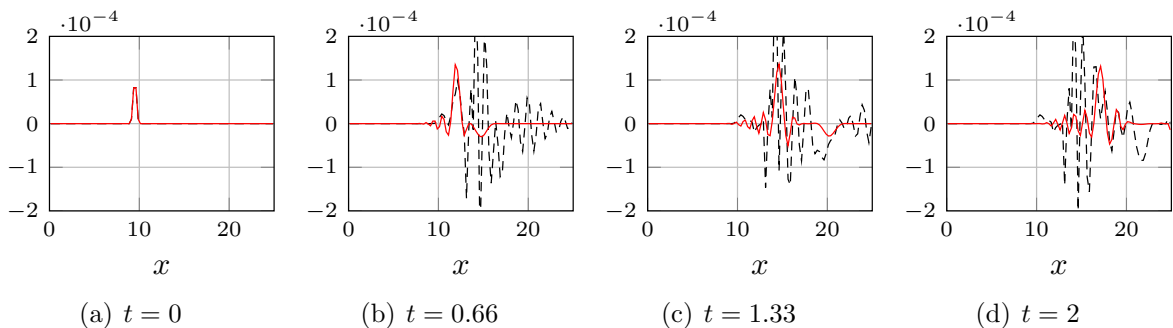 ·10−4 ·10−4 ·10−4 ·10−4
2 2 2 2
1 1 1 1
0 0 0 0
−1 −1 −1 −1
−2 −2 −2 −2
0 10 20 0 10 20 0 10 20 0 10 20
x x x x
(a) t = 0 (b) t = 0.66 (c) t = 1.33 (d) t = 2